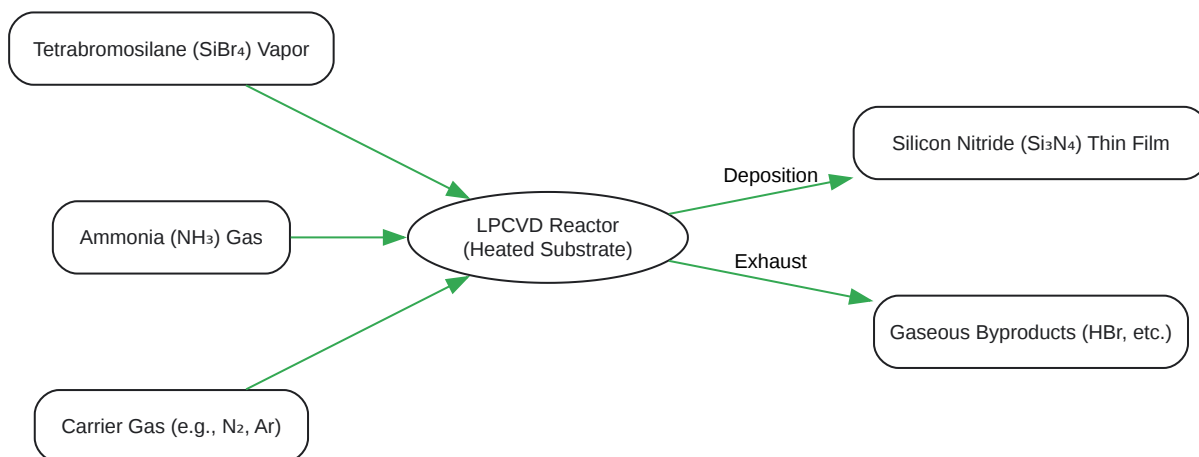 Tetrabromosilane (SiBr₄) Vapor
Ammonia (NH₃) Gas
Carrier Gas (e.g., N₂, Ar)
LPCVD Reactor
(Heated Substrate)
Deposition
Exhaust
Silicon Nitride (Si₃N₄) Thin Film
Gaseous Byproducts (HBr, etc.)